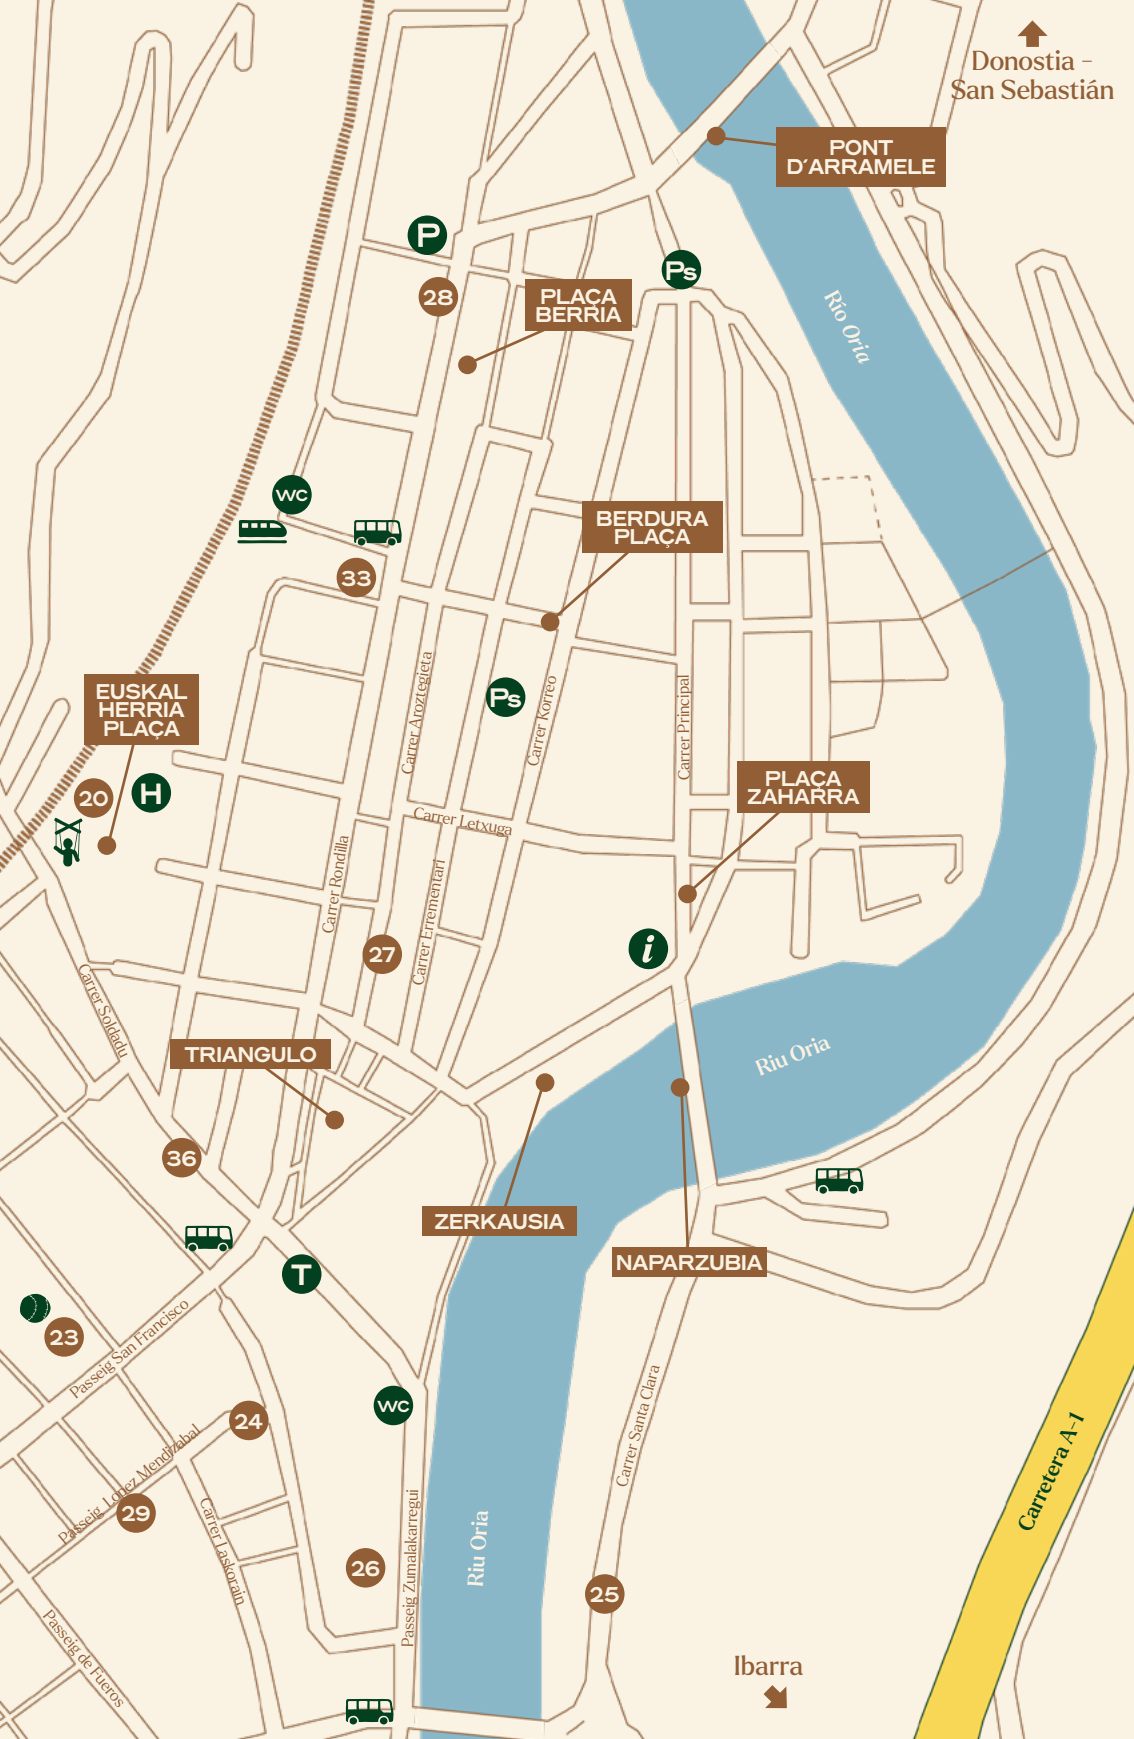 Donostia –
San Sebastián
PONT
D´ARRAMELE
P
Ps
28
PLAÇA
BERRIA
Río Oria
WC
BERDURA
PLAÇA
33
Carrer Aroztegieta
Ps
Carrer Korreo
Carrer Principal
EUSKAL
HERRIA
PLAÇA
20
H
PLAÇA
ZAHARRA
Carrer Letxuga
Carrer Rondilla
Carrer Erremental
27
i
Carrer Soldadu
TRIANGULO
Riu Oria
36
ZERKAUSIA
NAPARZUBIA
T
23
Passeig San Francisco
WC
24
Carrer Santa Clara
Carretera A-1
Passeig Lopez Mendizabal
29
Carrer Laskorain
Passeig Zumalakarregui
Riu Oria
26
25
Passeig de Fueros
Ibarra